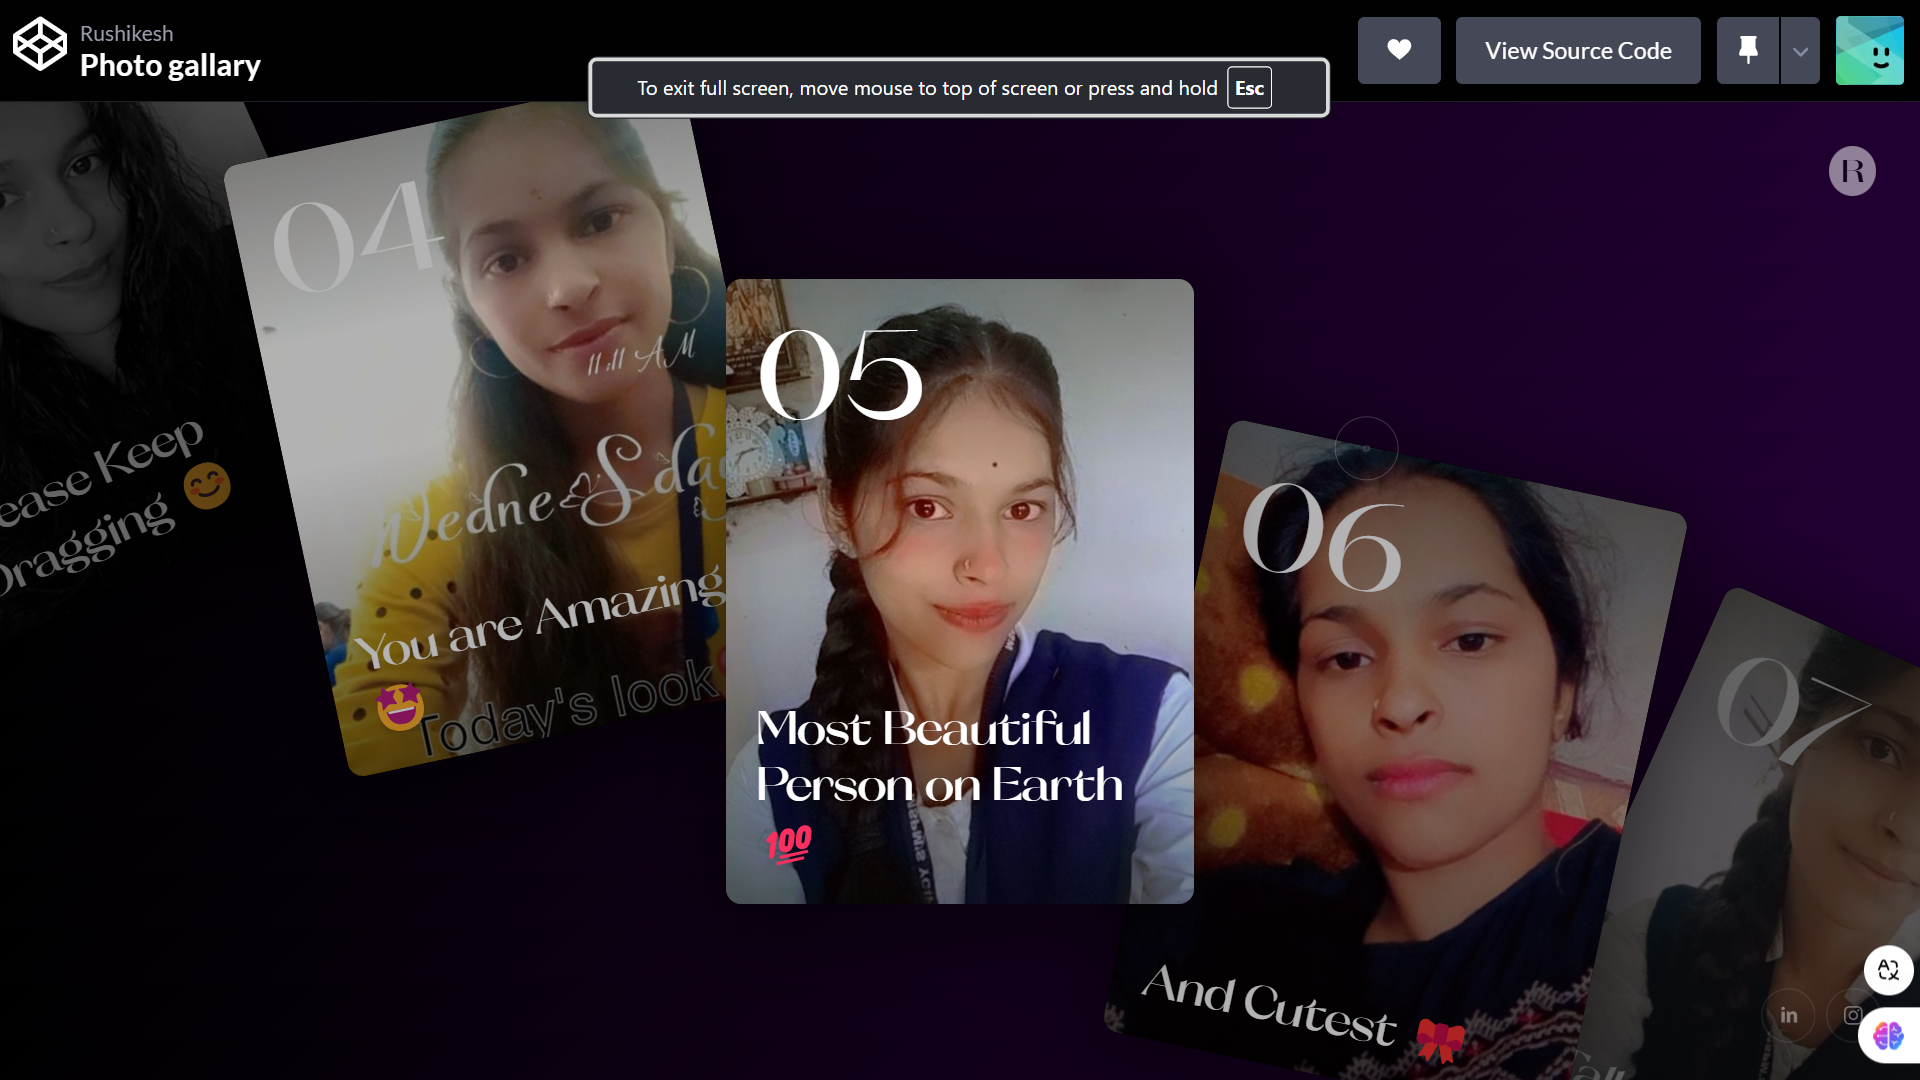 Rushikesh
Photo gallary
View Source Code
To exit full screen, move mouse to top of screen or press and hold Esc
R
04
11:11 AM
WedneSday
You are Amazing
🤩
Today's look
ease Keep
Dragging 😊
05
Most Beautiful
Person on Earth
💯
06
And Cutest 🎀
07
in